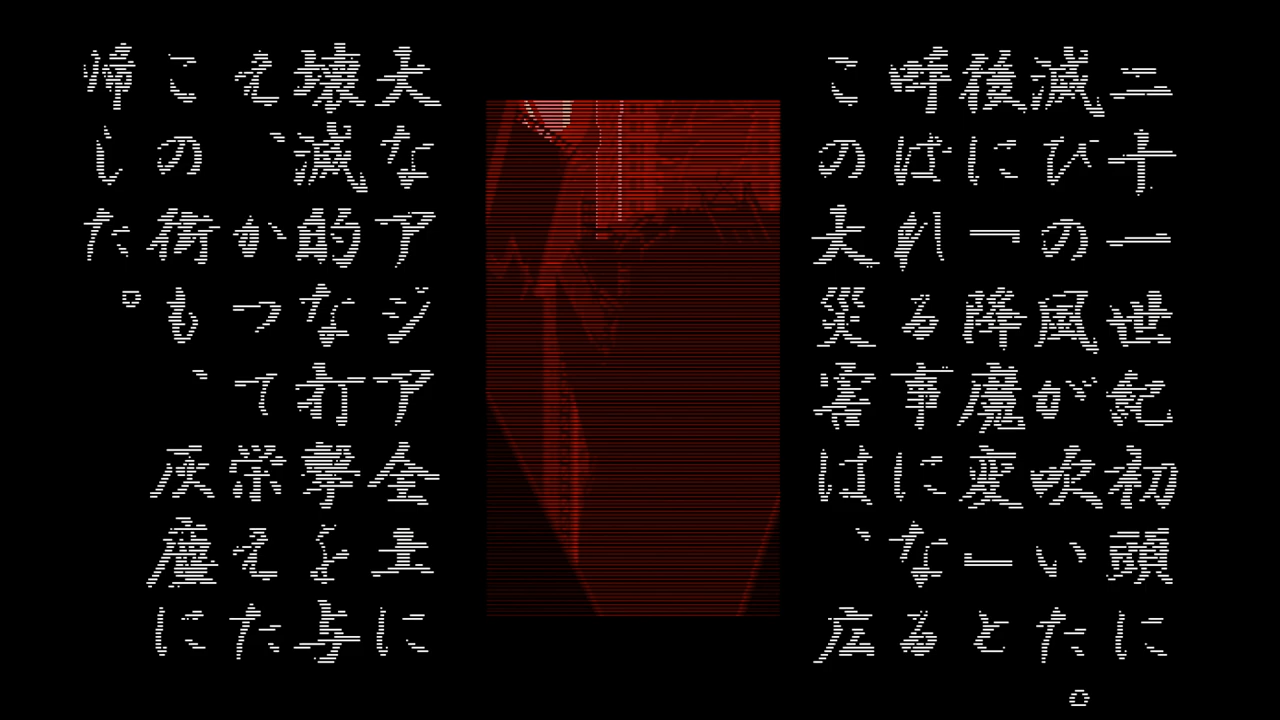 二十一世紀初頭に
滅びの風が吹いた。
後に一降魔変一と
呼ばれる事になる
この大災害は、広
大なアジア全土に
壊滅的な打撃を与
え、かつて栄えた
この街も、灰塵に
帰した。